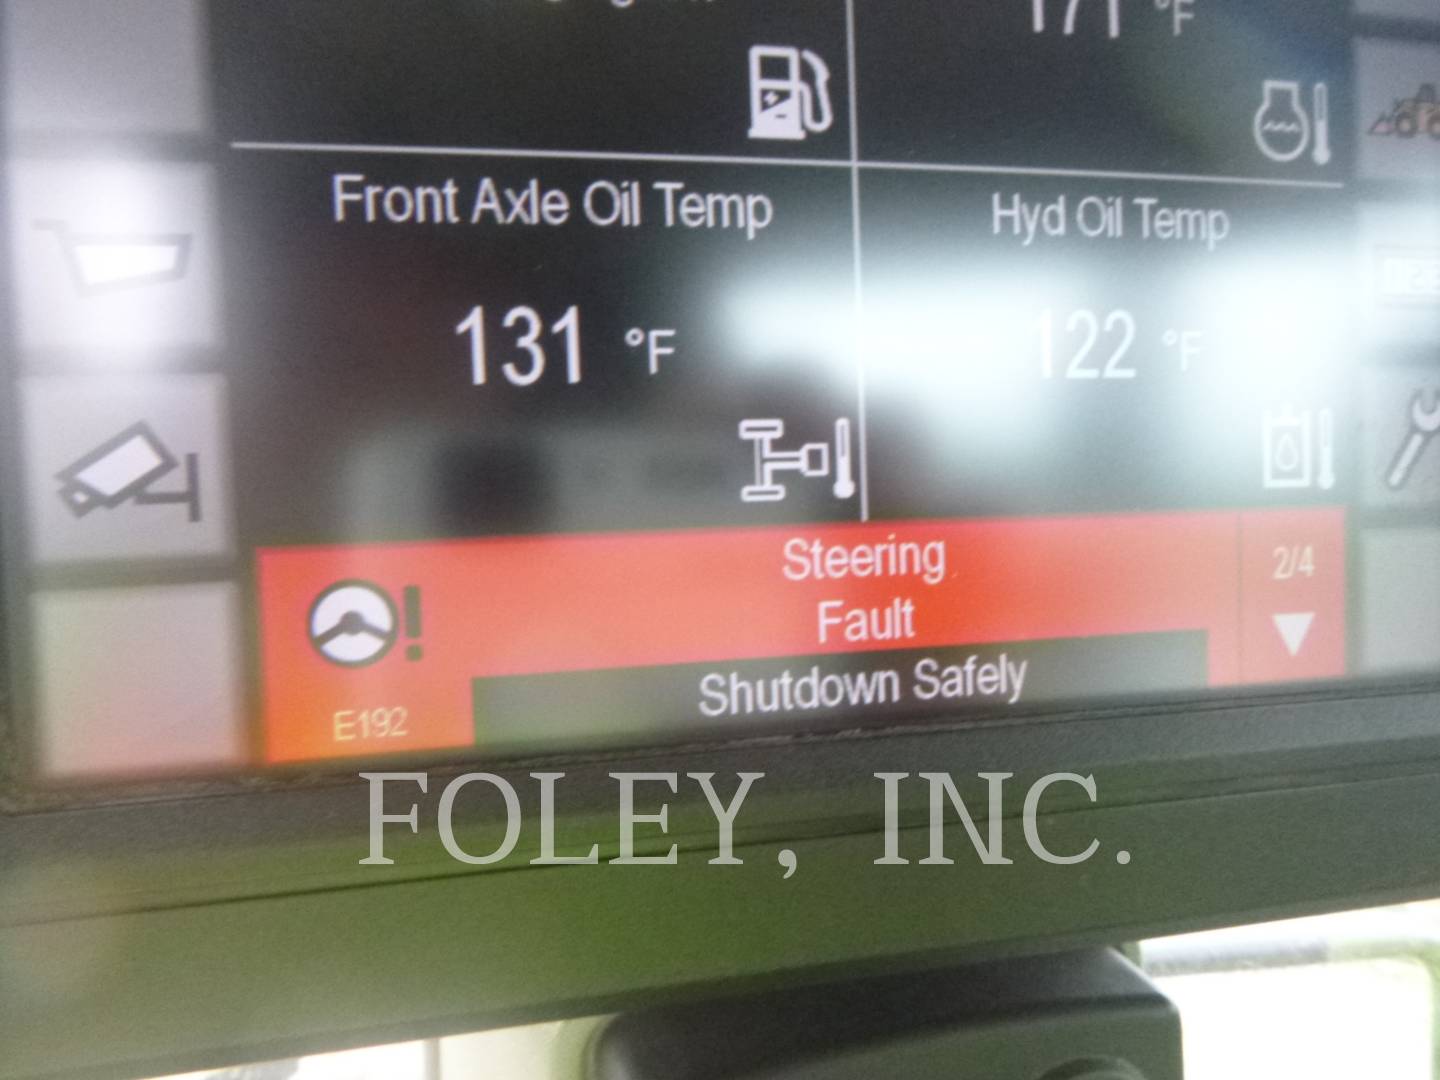 171 °F
Front Axle Oil Temp
Hyd Oil Temp
131 °F
122 °F
Steering
2/4
Fault
Shutdown Safely
E192
FOLEY, INC.